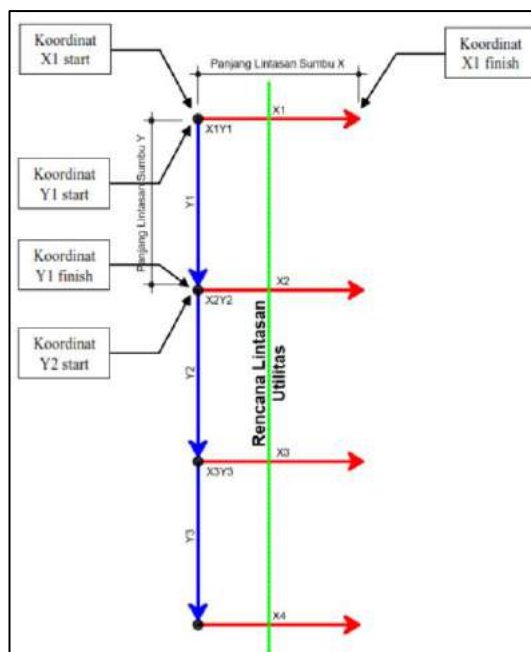 Koordinat
X1 start
Panjang Lintasan Sumbu X
Koordinat
X1 finish
X1
X1Y1
Koordinat
Y1 start
Panjang Lintasan Sumbu Y
Y1
Koordinat
Y1 finish
X2
X2Y2
Koordinat
Y2 start
Y2
Rencana Lintasan
Utilitas
X3
X3Y3
Y3
X4